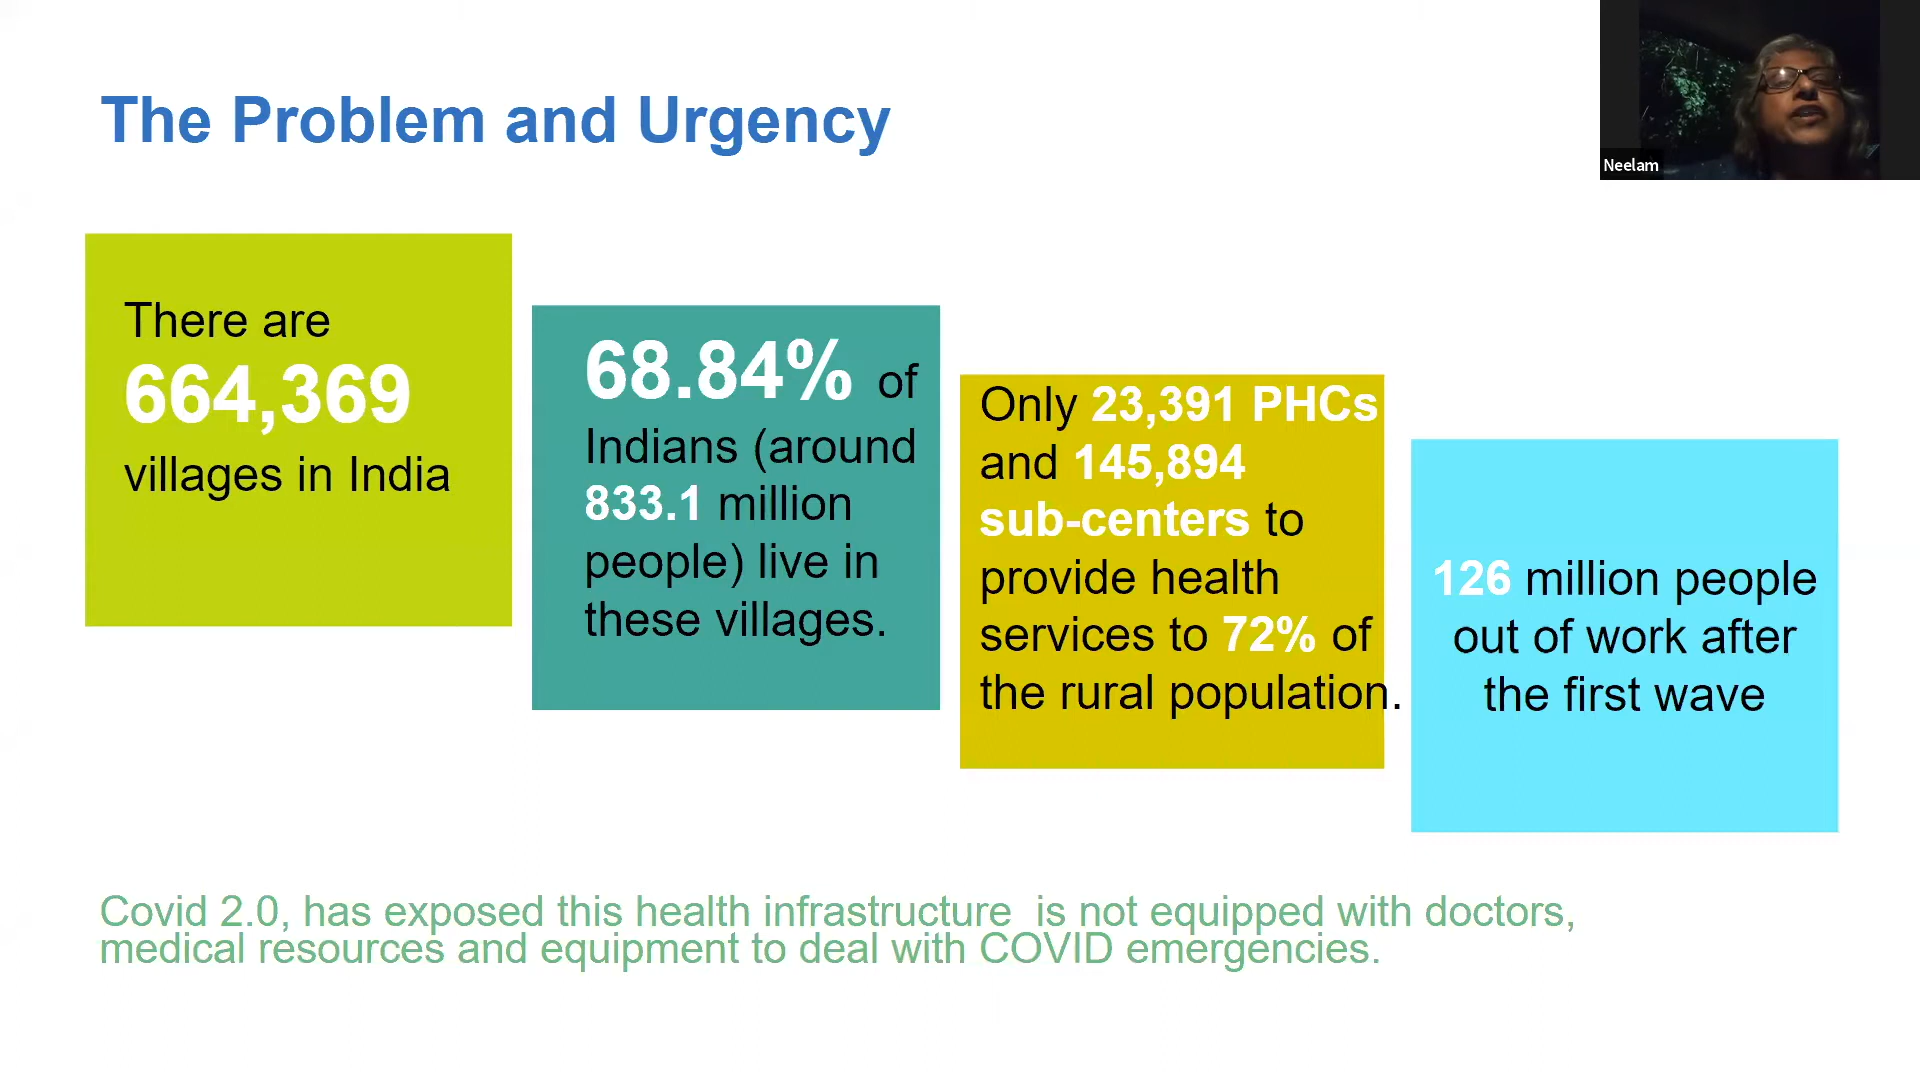 The Problem and Urgency
Neelam
There are
664,369
villages in India
68.84% of
Indians (around
833.1 million
people) live in
these villages.
Only 23,391 PHCs
and 145,894
sub-centers to
provide health
services to 72% of
the rural population.
126 million people
out of work after
the first wave
Covid 2.0, has exposed this health infrastructure  is not equipped with doctors,
medical resources and equipment to deal with COVID emergencies.